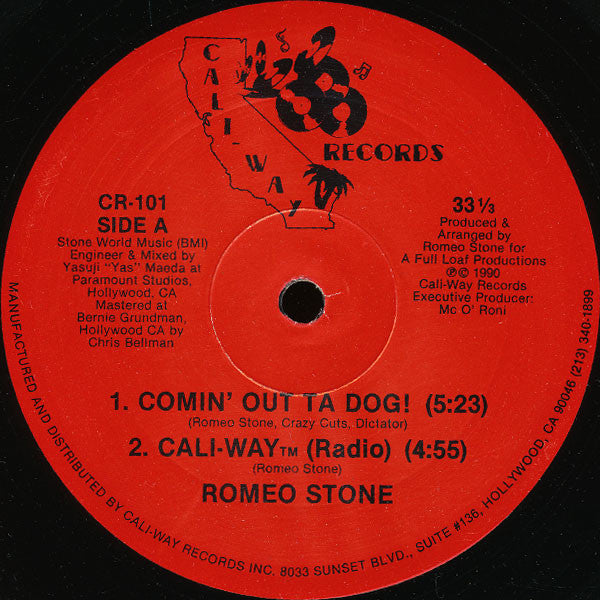 CALI-WAY
RECORDS
CR-101
SIDE A
Stone World Music (BMI)
Engineer & Mixed by
Yasuji "Yas" Maeda at
Paramount Studios,
Hollywood, CA
Mastered at
Bernie Grundman,
Hollywood CA by
Chris Bellman
33 1/3
Produced &
Arranged by
Romeo Stone for
A Full Loaf Productions
℗© 1990
Call-Way Records
Executive Producer:
Mc O' Roni
1. COMIN' OUT TA DOG! (5:23)
(Romeo Stone, Crazy Cuts, Dictator)
2. CALI-WAY™ (Radio) (4:55)
(Romeo Stone)
ROMEO STONE
MANUFACTURED AND DISTRIBUTED BY CALI-WAY RECORDS INC. 8033 SUNSET BLVD., SUITE #136, HOLLYWOOD, CA 90046 (213) 340-1899